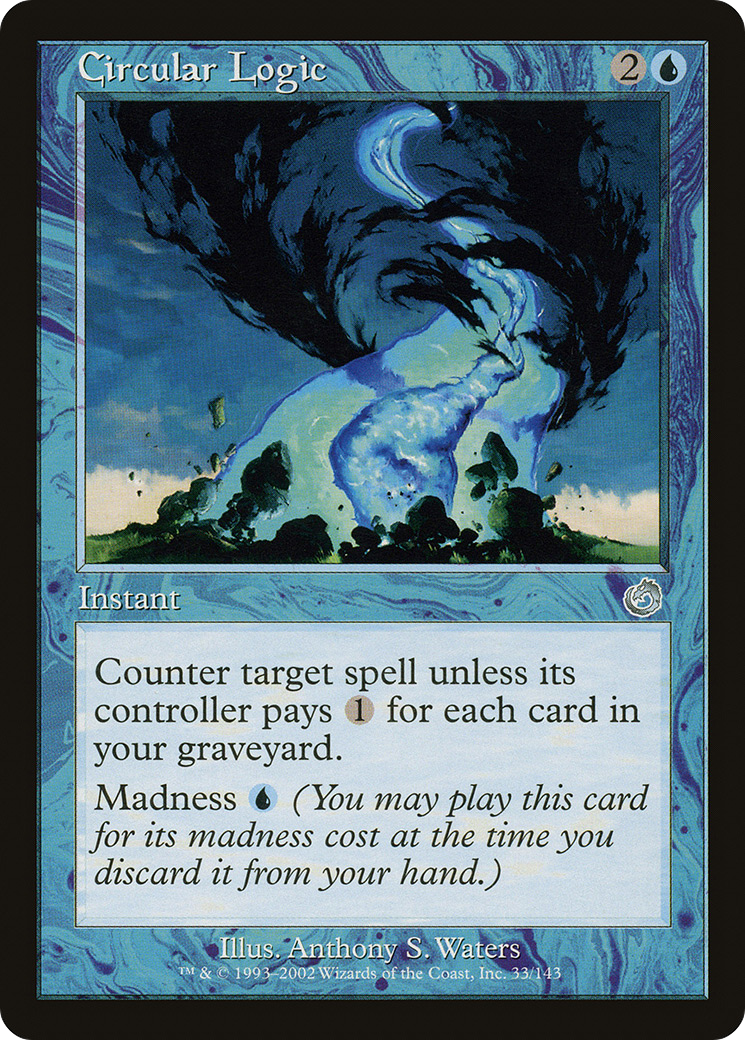 Circular Logic 2
Instant
Counter target spell unless its
controller pays 1 for each card in
your graveyard.
Madness (You may play this card
for its madness cost at the time you
discard it from your hand.)
Illus. Anthony S. Waters
™ & © 1993–2002 Wizards of the Coast, Inc. 33/143